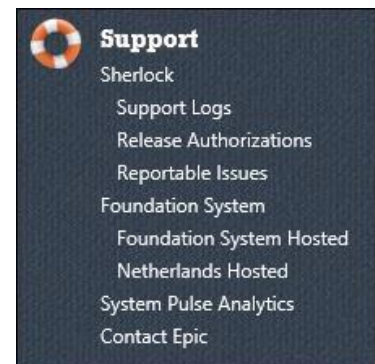 Support
Sherlock
Support Logs
Release Authorizations
Reportable Issues
Foundation System
Foundation System Hosted
Netherlands Hosted
System Pulse Analytics
Contact Epic